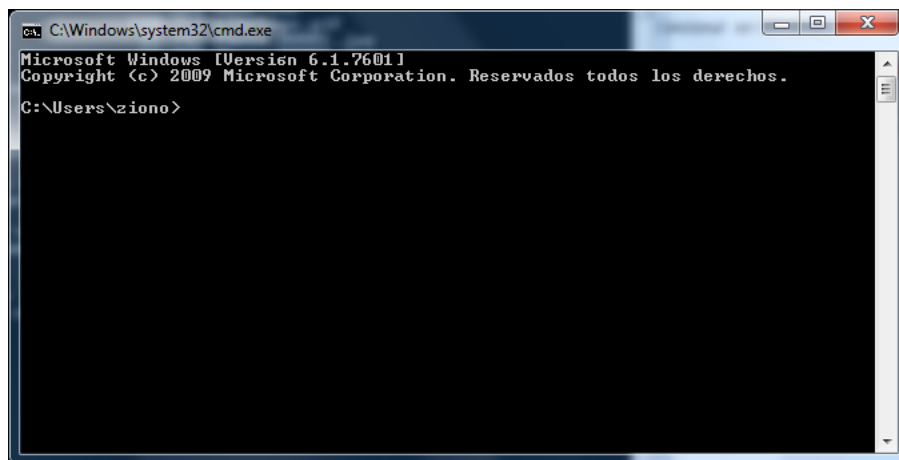 C:\Windows\system32\cmd.exe
Microsoft Windows [Versión 6.1.7601]
Copyright (c) 2009 Microsoft Corporation. Reservados todos los derechos.
C:\Users\ziono>